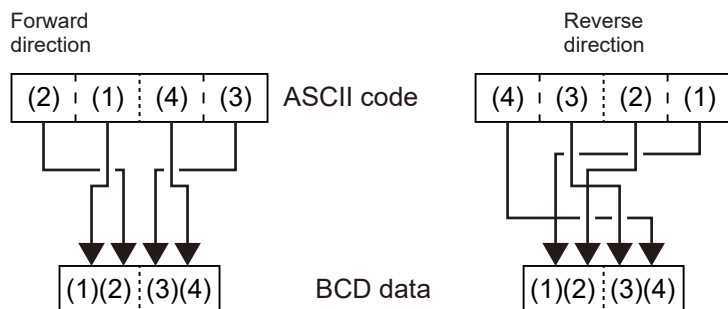 Forward
direction
Reverse
direction
(2) (1) (4) (3)
ASCII code
(4) (3) (2) (1)
(1)(2) (3)(4)
BCD data
(1)(2) (3)(4)